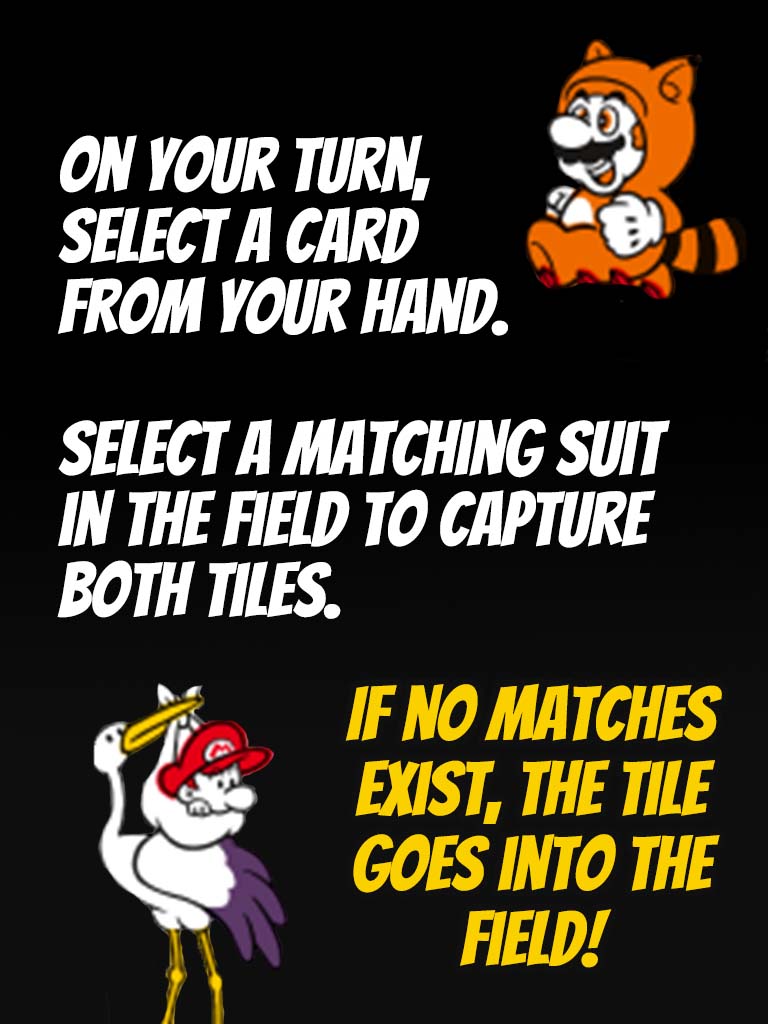 ON YOUR TURN,
SELECT A CARD
FROM YOUR HAND.
SELECT A MATCHING SUIT
IN THE FIELD TO CAPTURE
BOTH TILES.
IF NO MATCHES
EXIST, THE TILE
GOES INTO THE
FIELD!
M